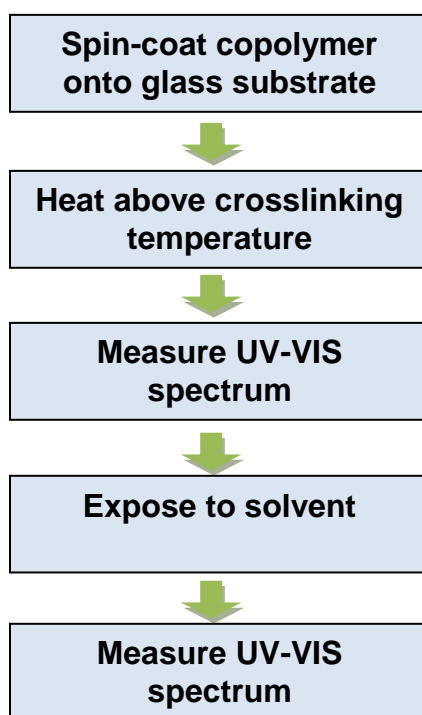 Spin-coat copolymer
onto glass substrate
Heat above crosslinking
temperature
Measure UV-VIS
spectrum
Expose to solvent
Measure UV-VIS
spectrum